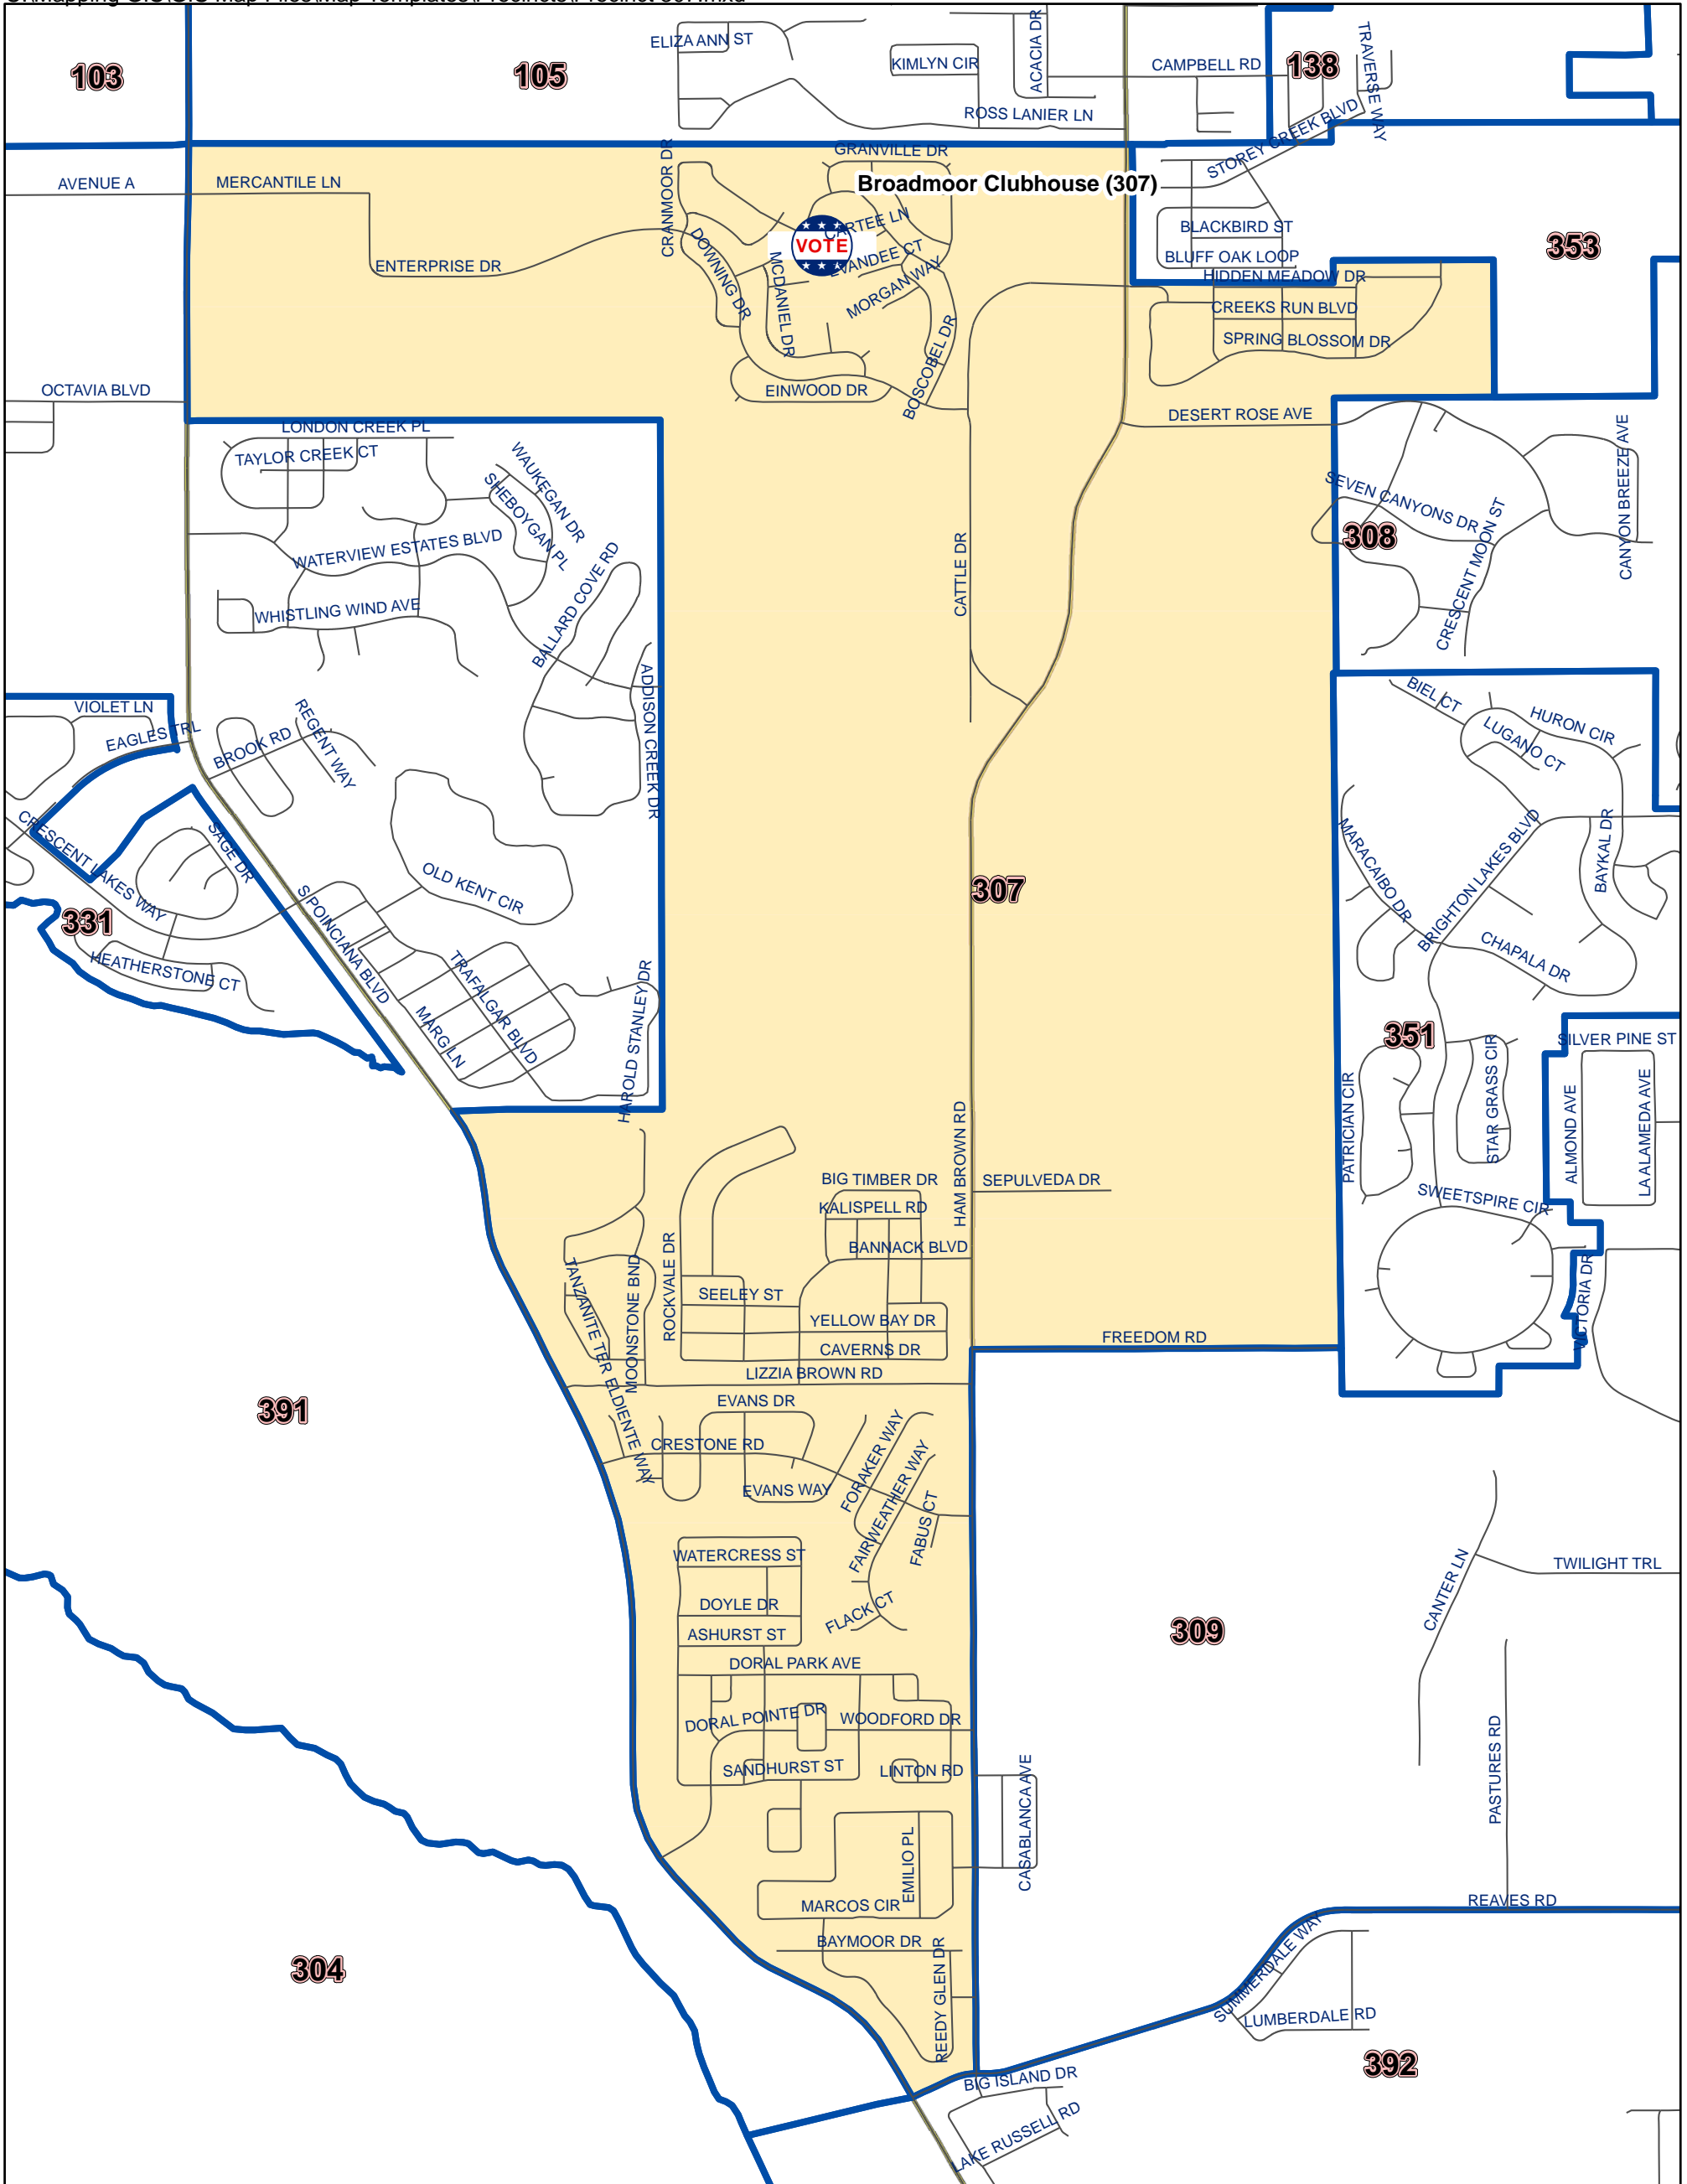 ELIZA ANN ST
KIMLYN CIR
ACACIA DR
CAMPBELL RD
138
TRAVERSE WAY
103
105
ROSS LANIER LN
STOREY CREEK BLVD
GRANVILLE DR
CRANMOOR DR
AVENUE A
MERCANTILE LN
Broadmoor Clubhouse (307)
CARTEE LN
BLACKBIRD ST
353
VOTE
DOWNING DR
MCDANIEL DR
EVANDEE CT
BLUFF OAK LOOP
ENTERPRISE DR
MORGAN WAY
HIDDEN MEADOW DR
CREEKS RUN BLVD
SPRING BLOSSOM DR
BOSCOBEL DR
OCTAVIA BLVD
EINWOOD DR
DESERT ROSE AVE
LONDON CREEK PL
TAYLOR CREEK CT
WAUKEGAN DR
SHEBOYGAN PL
SEVEN CANYONS DR
CANYON BREEZE AVE
308
CRESCENT MOON ST
WATERVIEW ESTATES BLVD
CATTLE DR
WHISTLING WIND AVE
BALLARD COVE RD
ADDISON CREEK DR
VIOLET LN
EAGLES TRL
BROOK RD
REGENT WAY
BIEL CT
HURON CIR
LUGANO CT
CRESCENT LAKES WAY
SAGE DR
OLD KENT CIR
MARACAIBO DR
BRIGHTON LAKES BLVD
BAYKAL DR
307
331
S POINCIANA BLVD
HEATHERSTONE CT
TRAFALGAR BLVD
CHAPALA DR
MARG LN
HAROLD STANLEY DR
351
SILVER PINE ST
STAR GRASS CIR
PATRICIAN CIR
ALMOND AVE
LA ALAMEDA AVE
HAM BROWN RD
BIG TIMBER DR
SEPULVEDA DR
KALISPELL RD
SWEETSPIRE CIR
BANNACK BLVD
ROCKVALE DR
TANZANITE TER
MOONSTONE BND
SEELEY ST
VICTORIA DR
YELLOW BAY DR
FREEDOM RD
CAVERNS DR
LIZZIA BROWN RD
ELDIENTE WAY
391
EVANS DR
CRESTONE RD
FORAKER WAY
EVANS WAY
FAIRWEATHER WAY
FABUS CT
WATERCRESS ST
CANTER LN
TWILIGHT TRL
DOYLE DR
FLACK CT
309
ASHURST ST
DORAL PARK AVE
DORAL POINTE DR
WOODFORD DR
SANDHURST ST
LINTON RD
CASABLANCA AVE
PASTURES RD
EMILIO PL
MARCOS CIR
REAVES RD
BAYMOOR DR
SUMMERDALE WAY
304
REEDY GLEN DR
LUMBERDALE RD
392
BIG ISLAND DR
LAKE RUSSELL RD